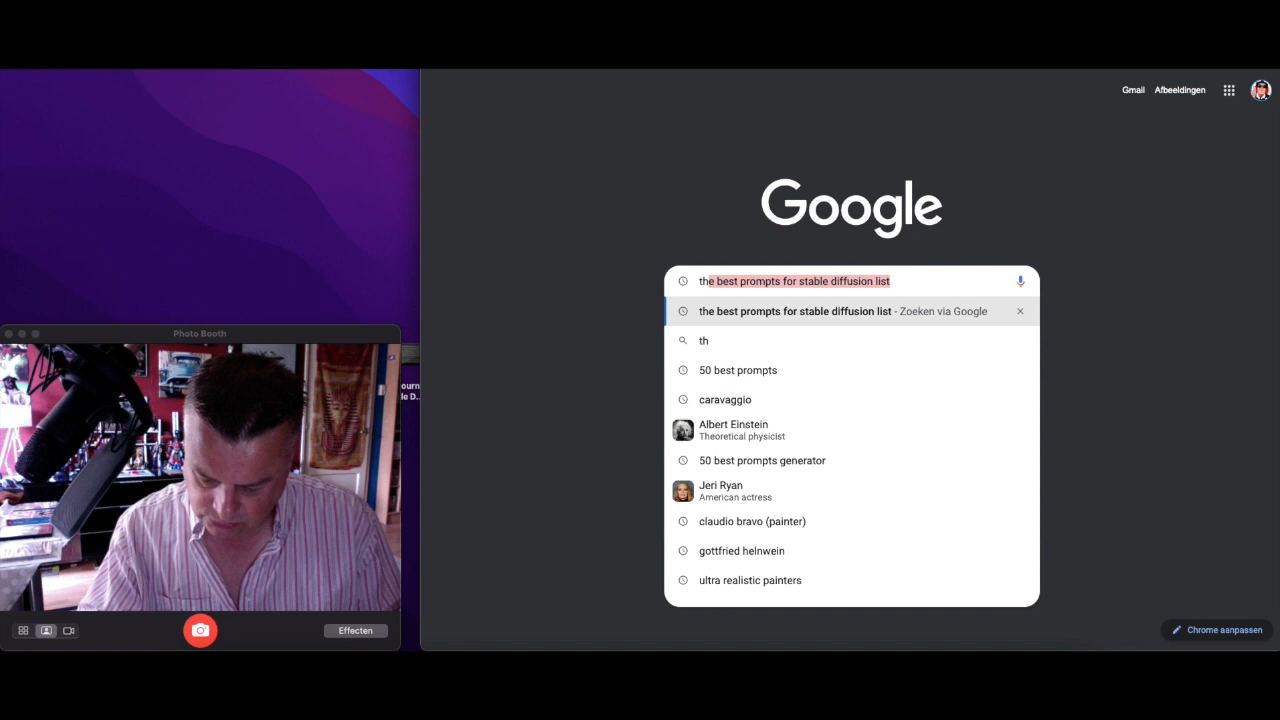 Gmail Afbeeldingen
Google
the best prompts for stable diffusion list
the best prompts for stable diffusion list - Zoeken via Google
th
50 best prompts
caravaggio
Albert Einstein
Theoretical physicist
50 best prompts generator
Jeri Ryan
American actress
claudio bravo (painter)
gottfried helnwein
ultra realistic painters
Chrome aanpassen
Photo Booth
ourn
le D...
Effecten